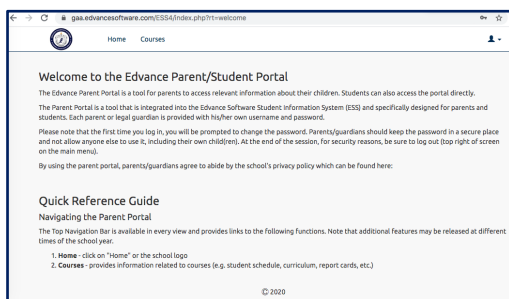 gaa.edvancesoftware.com/ESS4/index.php?rt=welcome
Home Courses
Welcome to the Edvance Parent/Student Portal
The Edvance Parent Portal is a tool for parents to access relevant information about their children. Students can also access the portal directly.
The Parent Portal is a tool that is integrated into the Edvance Software Student Information System (ESS) and specifically designed for parents and
students. Each parent or legal guardian is provided with his/her own username and password.
Please note that the first time you log in, you will be prompted to change the password. Parents/guardians should keep the password in a secure place
and not allow anyone else to use it, including their own child(ren). At the end of the session, for security reasons, be sure to log out (top right of screen
on the main menu).
By using the parent portal, parents/guardians agree to abide by the school's privacy policy which can be found here:
Quick Reference Guide
Navigating the Parent Portal
The Top Navigation Bar is available in every view and provides links to the following functions. Note that additional features may be released at different
times of the school year.
1. Home - click on "Home" or the school logo
2. Courses - provides information related to courses (e.g. student schedule, curriculum, report cards, etc.)
© 2020